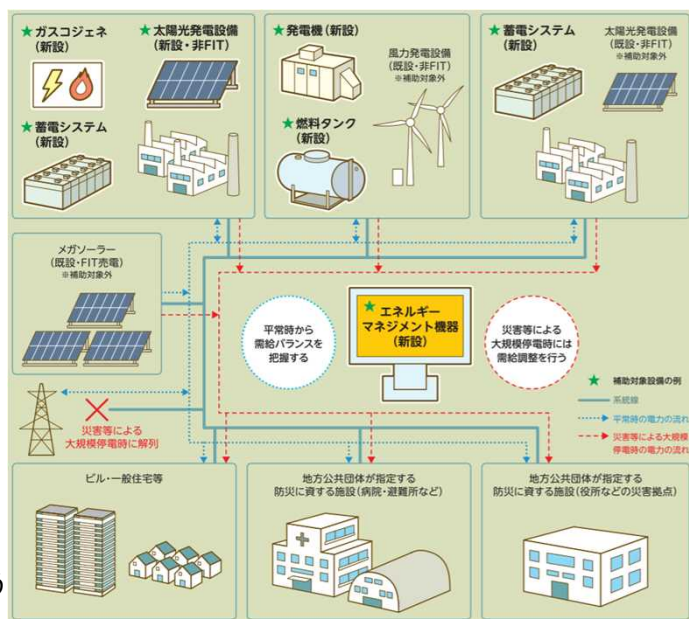 ★ガスコジェネ
(新設)
★太陽光発電設備
(新設・非FIT)
★蓄電システム
(新設)
★発電機(新設)
風力発電設備
(既設・非FIT)
※補助対象外
★燃料タンク
(新設)
★蓄電システム
(新設)
太陽光発電設備
(既設・非FIT)
※補助対象外
メガソーラー
(既設・FIT売電)
※補助対象外
平常時から
需給バランスを
把握する
★エネルギー
マネジメント機器
(新設)
災害等による
大規模停電時には
需給調整を行う
災害等による
大規模停電時に解列
★ 補助対象設備の例
系統線
平常時の電力の流れ
災害等による大規模
停電時の電力の流れ
ビル・一般住宅等
地方公共団体が指定する
防災に資する施設(病院・避難所など)
地方公共団体が指定する
防災に資する施設(役所などの災害拠点)